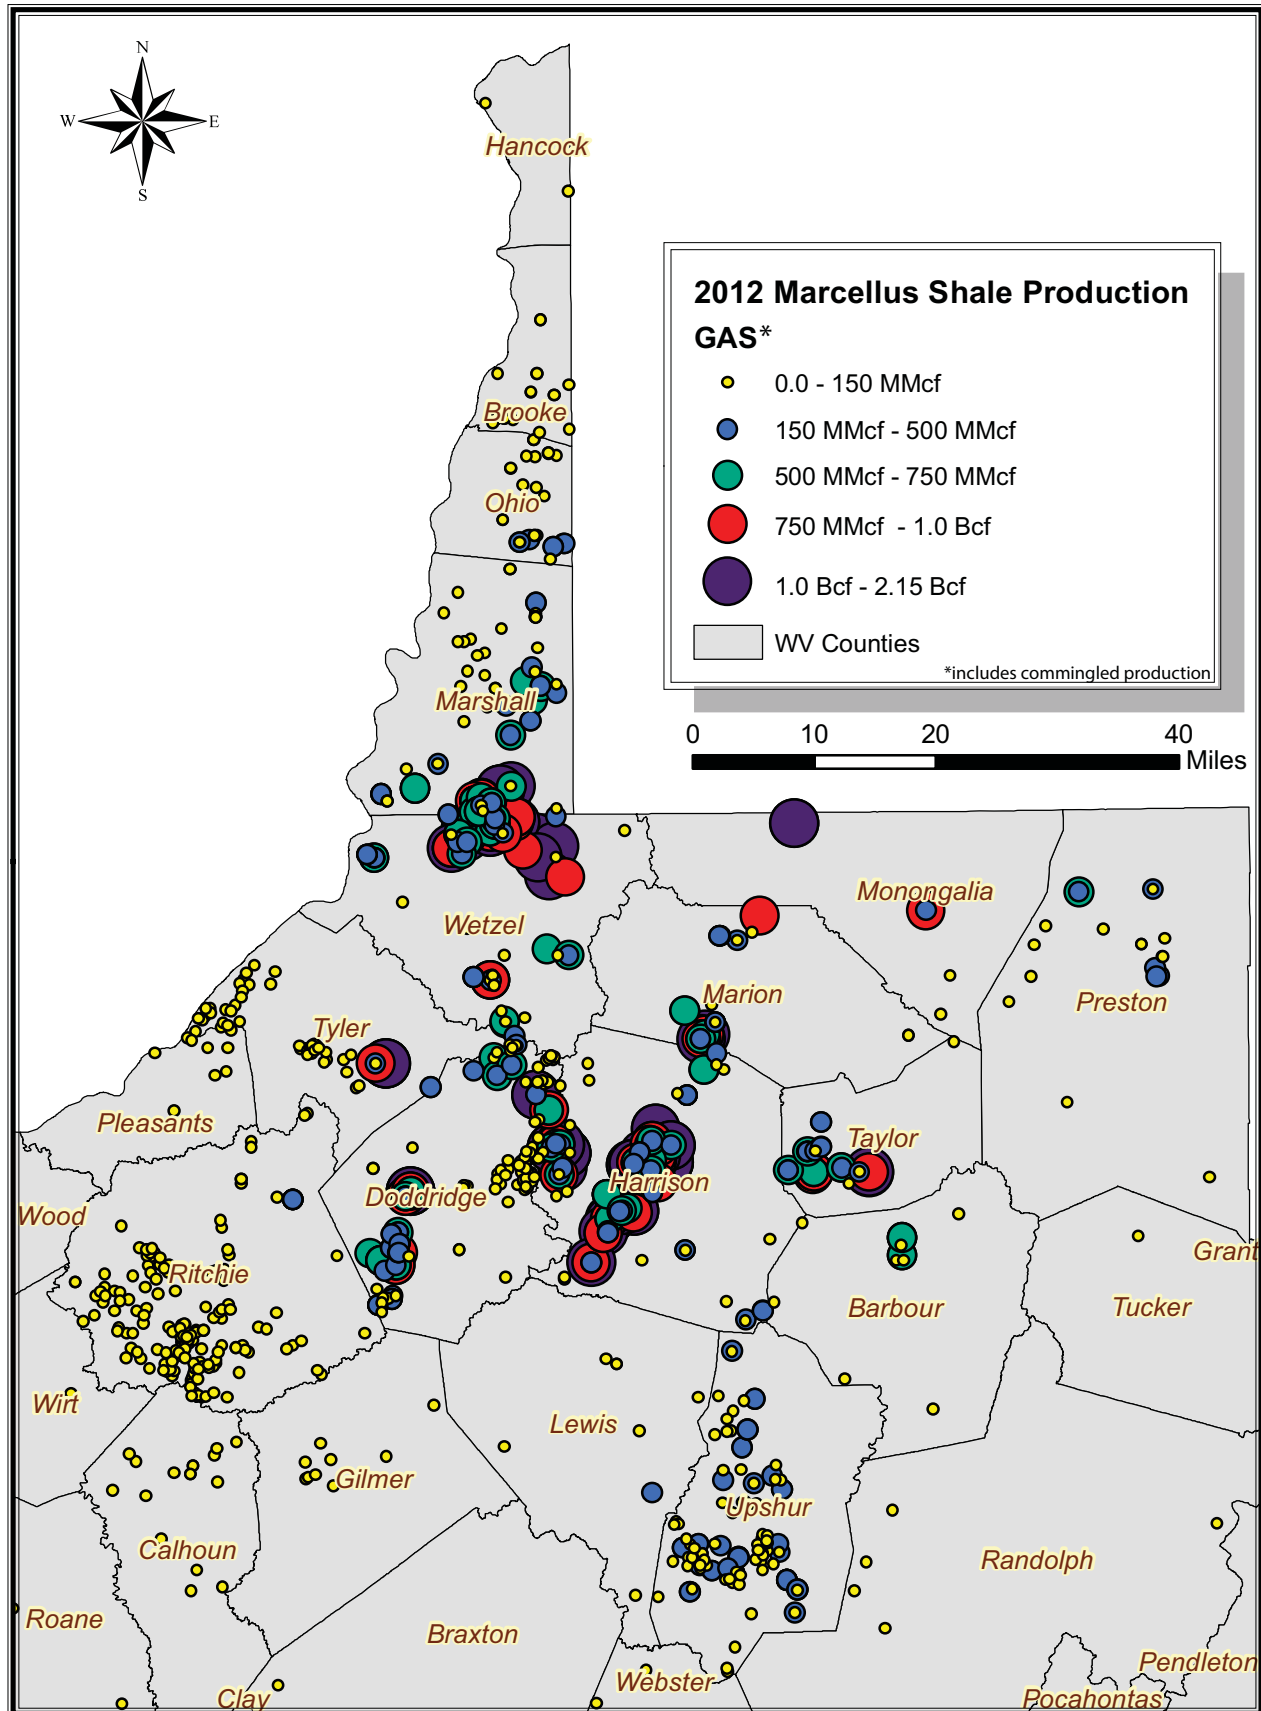 N
W
E
S
Hancock
2012 Marcellus Shale Production
GAS*
0.0 - 150 MMcf
150 MMcf - 500 MMcf
500 MMcf - 750 MMcf
750 MMcf - 1.0 Bcf
1.0 Bcf - 2.15 Bcf
WV Counties
*includes commingled production
Brooke
Ohio
Marshall
0 10 20 40
Miles
Monongalia
Wetzel
Marion
Preston
Tyler
Pleasants
Taylor
Harrison
Doddridge
Wood
Grant
Ritchie
Barbour
Tucker
Wirt
Lewis
Gilmer
Upshur
Calhoun
Randolph
Roane
Braxton
Pendleton
Webster
Clay
Pocahontas